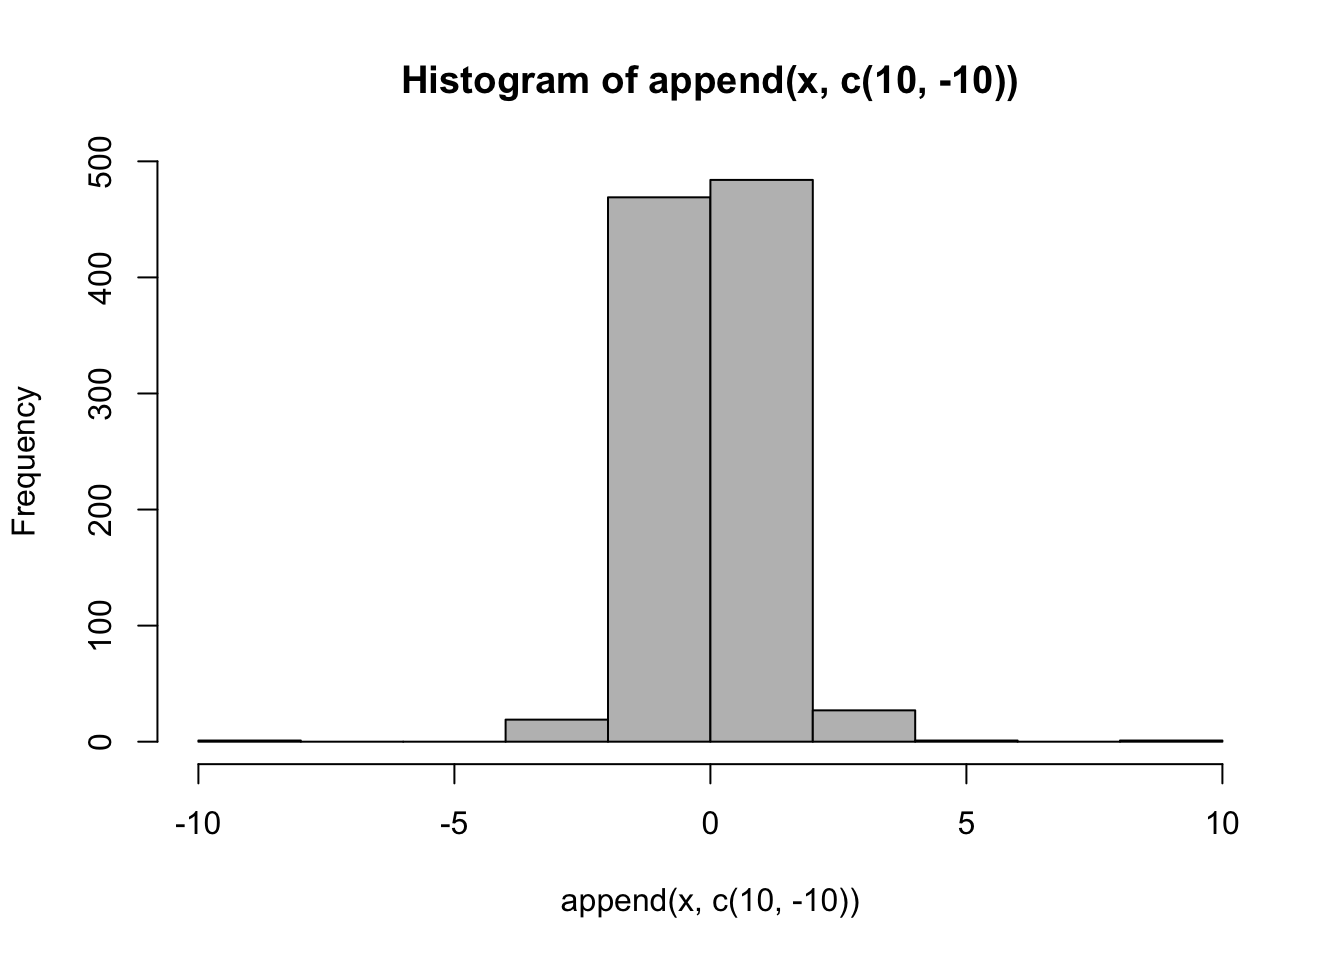 Histogram of append(x, c(10, -10))
500
400
300
200
100
0
Frequency
-10 -5 0 5 10
append(x, c(10, -10))